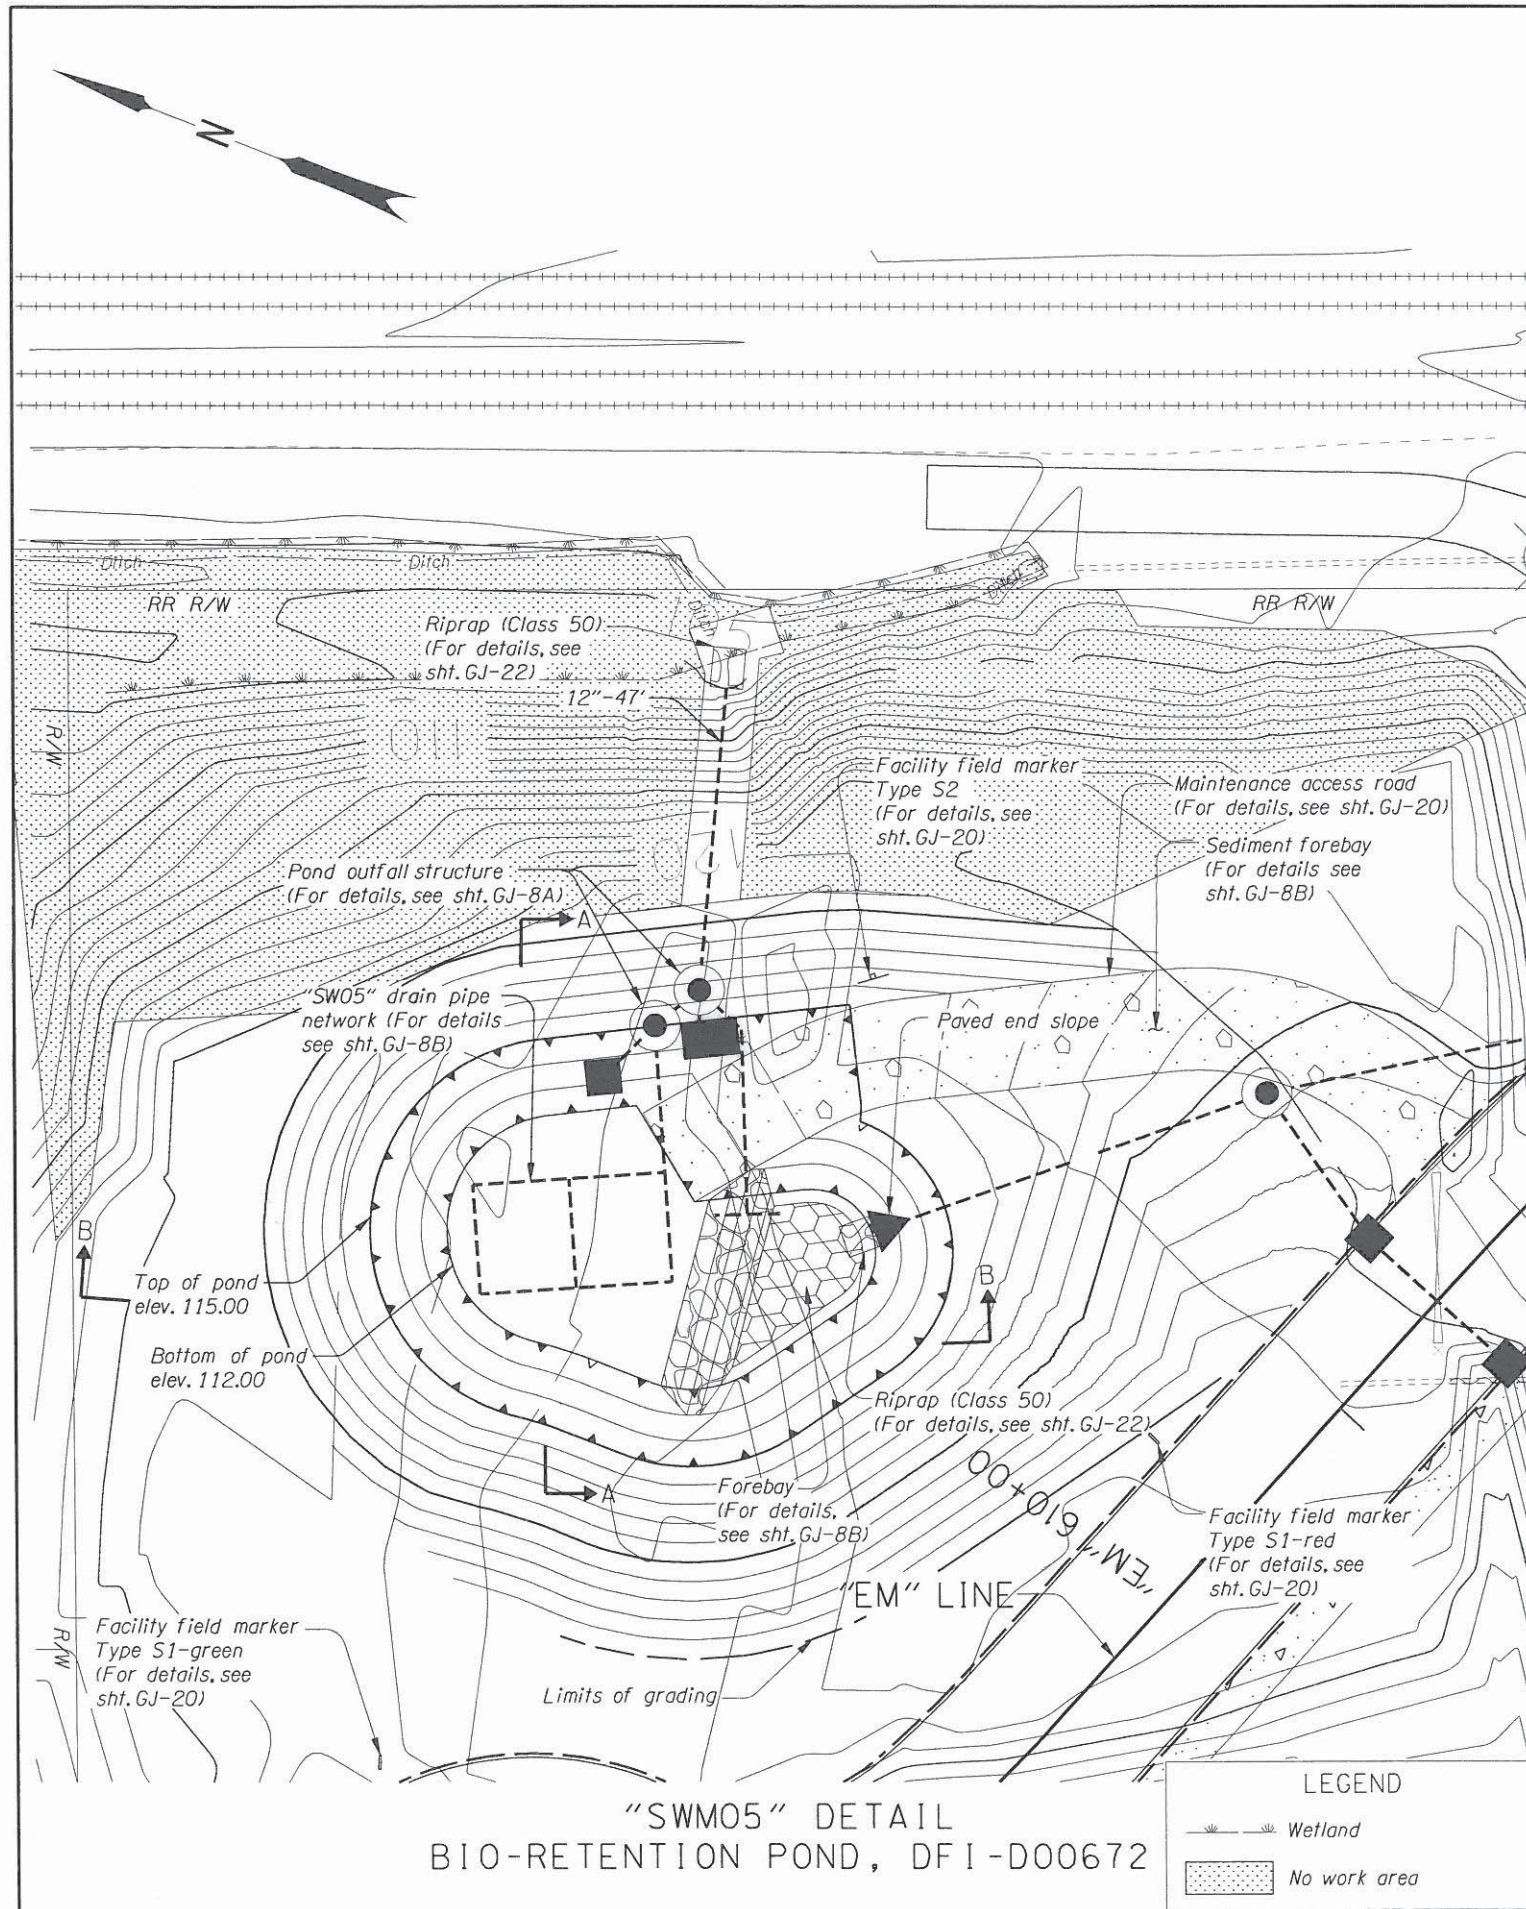 N
Ditch
Ditch
Ditch
Ditch
RR R/W
RR R/W
Riprap (Class 50)
(For details, see
sht. GJ-22)
12"-47'
R/W
Facility field marker
Type S2
(For details, see
sht. GJ-20)
Maintenance access road
(For details, see sht. GJ-20)
Sediment forebay
(For details see
sht. GJ-8B)
Pond outfall structure
(For details, see sht. GJ-8A)
A
"SW05" drain pipe
network (For details
see sht. GJ-8B)
Paved end slope
B
Top of pond
elev. 115.00
B
Bottom of pond
elev. 112.00
Riprap (Class 50)
(For details, see sht. GJ-22)
A
Forebay
(For details,
see sht. GJ-8B)
610+00
"EM"
Facility field marker
Type S1-red
(For details, see
sht. GJ-20)
"EM" LINE
Facility field marker
Type S1-green
(For details, see
sht. GJ-20)
R/W
Limits of grading
"SWM05" DETAIL
BIO-RETENTION POND, DFI-D00672
LEGEND
Wetland
No work area